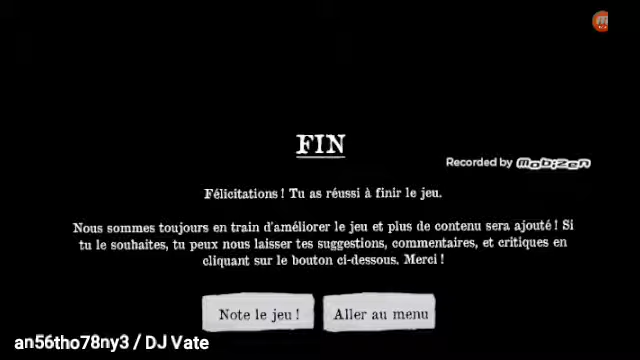 FIN
Recorded by Mobizen
Félicitations ! Tu as réussi à finir le jeu.
Nous sommes toujours en train d'améliorer le jeu et plus de contenu sera ajouté ! Si
tu le souhaites, tu peux nous laisser tes suggestions, commentaires, et critiques en
cliquant sur le bouton ci-dessous. Merci !
Note le jeu !
Aller au menu
an56tho78ny3 / DJ Vate